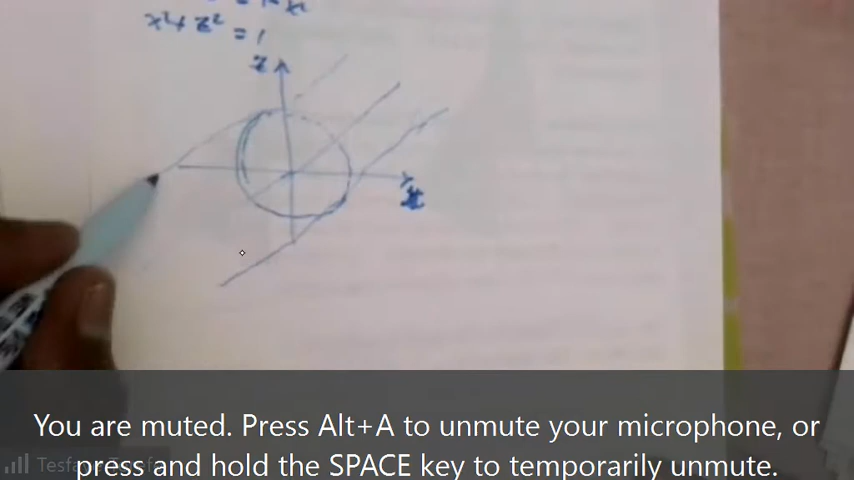 x² + z² = 1
z
x
You are muted. Press Alt+A to unmute your microphone, or
press and hold the SPACE key to temporarily unmute.